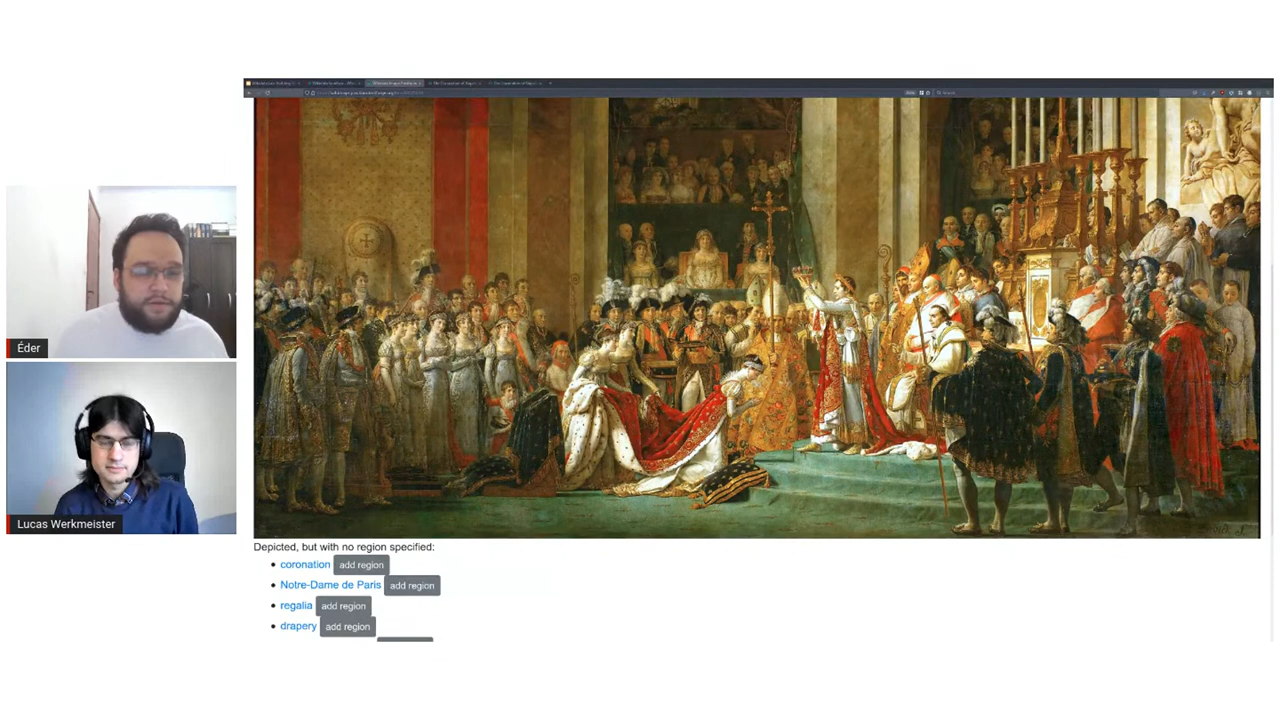 Éder
Lucas Werkmeister
Depicted, but with no region specified:
coronation add region
Notre-Dame de Paris add region
regalia add region
drapery add region